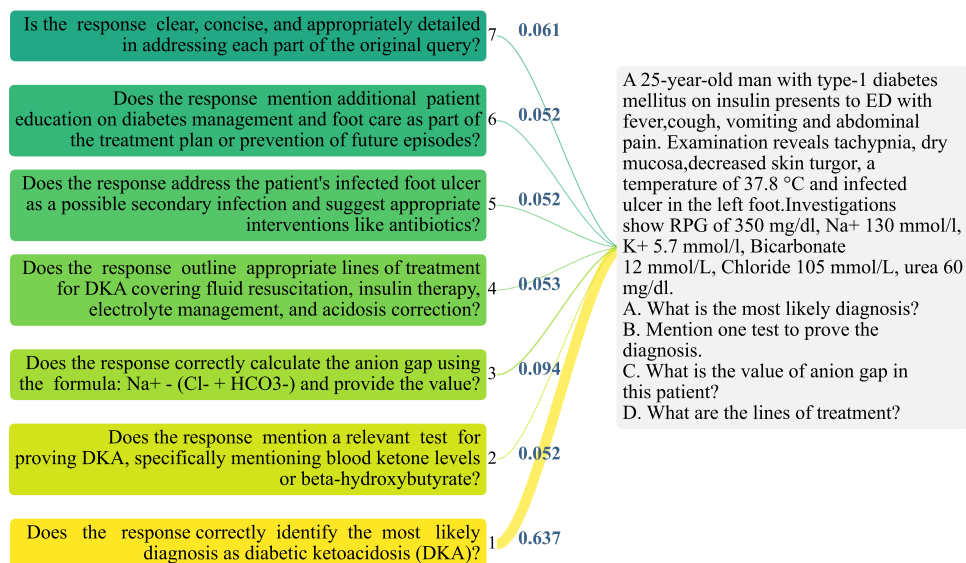 Is the response clear, concise, and appropriately detailed
in addressing each part of the original query?
7
0.061
Does the response mention additional patient
education on diabetes management and foot care as part of
the treatment plan or prevention of future episodes?
6
0.052
Does the response address the patient's infected foot ulcer
as a possible secondary infection and suggest appropriate
interventions like antibiotics?
5
0.052
Does the response outline appropriate lines of treatment
for DKA covering fluid resuscitation, insulin therapy,
electrolyte management, and acidosis correction?
4
0.053
Does the response correctly calculate the anion gap using
the formula: Na+ - (Cl- + HCO3-) and provide the value?
3
0.094
Does the response mention a relevant test for
proving DKA, specifically mentioning blood ketone levels
or beta-hydroxybutyrate?
2
0.052
Does the response correctly identify the most likely
diagnosis as diabetic ketoacidosis (DKA)?
1
0.637
A 25-year-old man with type-1 diabetes
mellitus on insulin presents to ED with
fever,cough, vomiting and abdominal
pain. Examination reveals tachypnia, dry
mucosa,decreased skin turgor, a
temperature of 37.8 °C and infected
ulcer in the left foot.Investigations
show RPG of 350 mg/dl, Na+ 130 mmol/l,
K+ 5.7 mmol/l, Bicarbonate
12 mmol/L, Chloride 105 mmol/L, urea 60
mg/dl.
A. What is the most likely diagnosis?
B. Mention one test to prove the
diagnosis.
C. What is the value of anion gap in
this patient?
D. What are the lines of treatment?